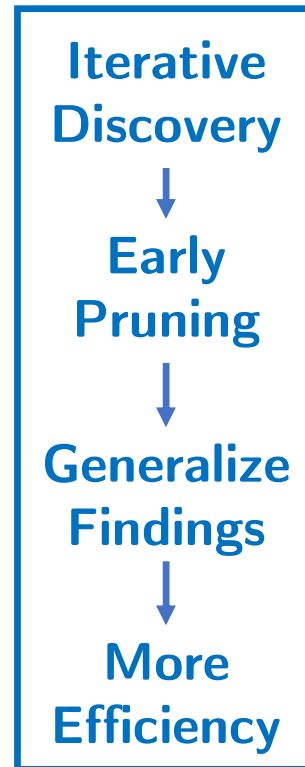 Iterative
Discovery
Early
Pruning
Generalize
Findings
More
Efficiency